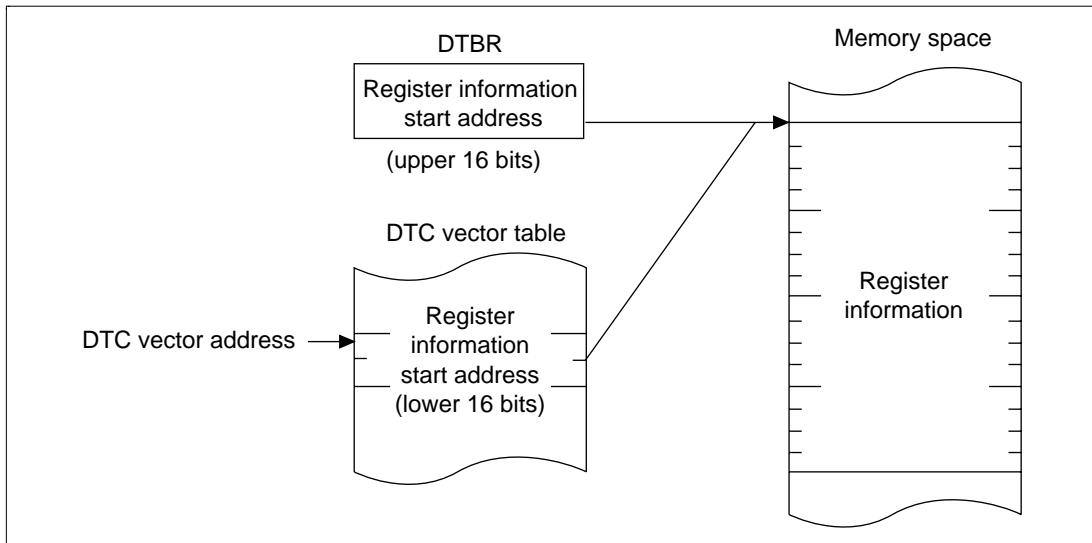 DTBR
Register information
start address
(upper 16 bits)
Memory space
DTC vector table
DTC vector address
Register
information
start address
(lower 16 bits)
Register
information